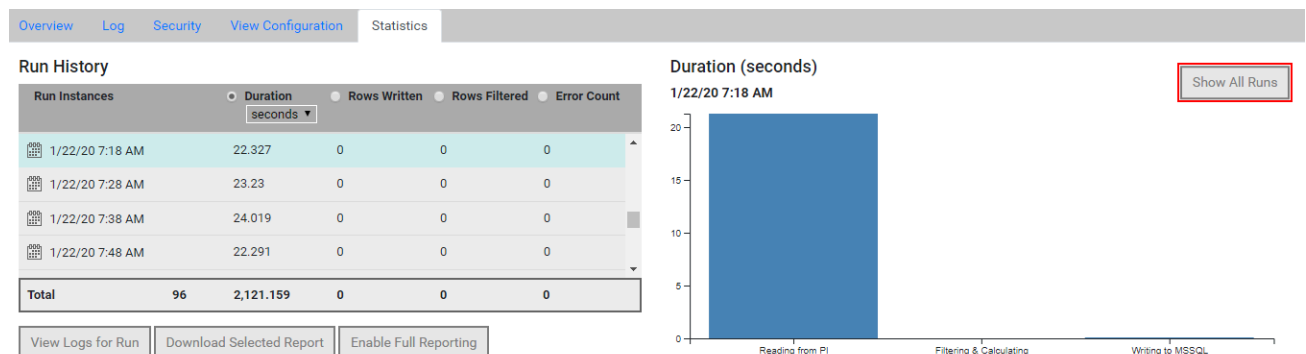 Overview Log Security View Configuration Statistics
Run History
Run Instances Duration Rows Written Rows Filtered Error Count
seconds
1/22/20 7:18 AM 22.327 0 0 0
1/22/20 7:28 AM 23.23 0 0 0
1/22/20 7:38 AM 24.019 0 0 0
1/22/20 7:48 AM 22.291 0 0 0
Total 96 2,121.159 0 0 0
View Logs for Run Download Selected Report Enable Full Reporting
Duration (seconds)
1/22/20 7:18 AM
Show All Runs
20
15
10
5
0
Reading from PI Filtering & Calculating Writing to MSSQL